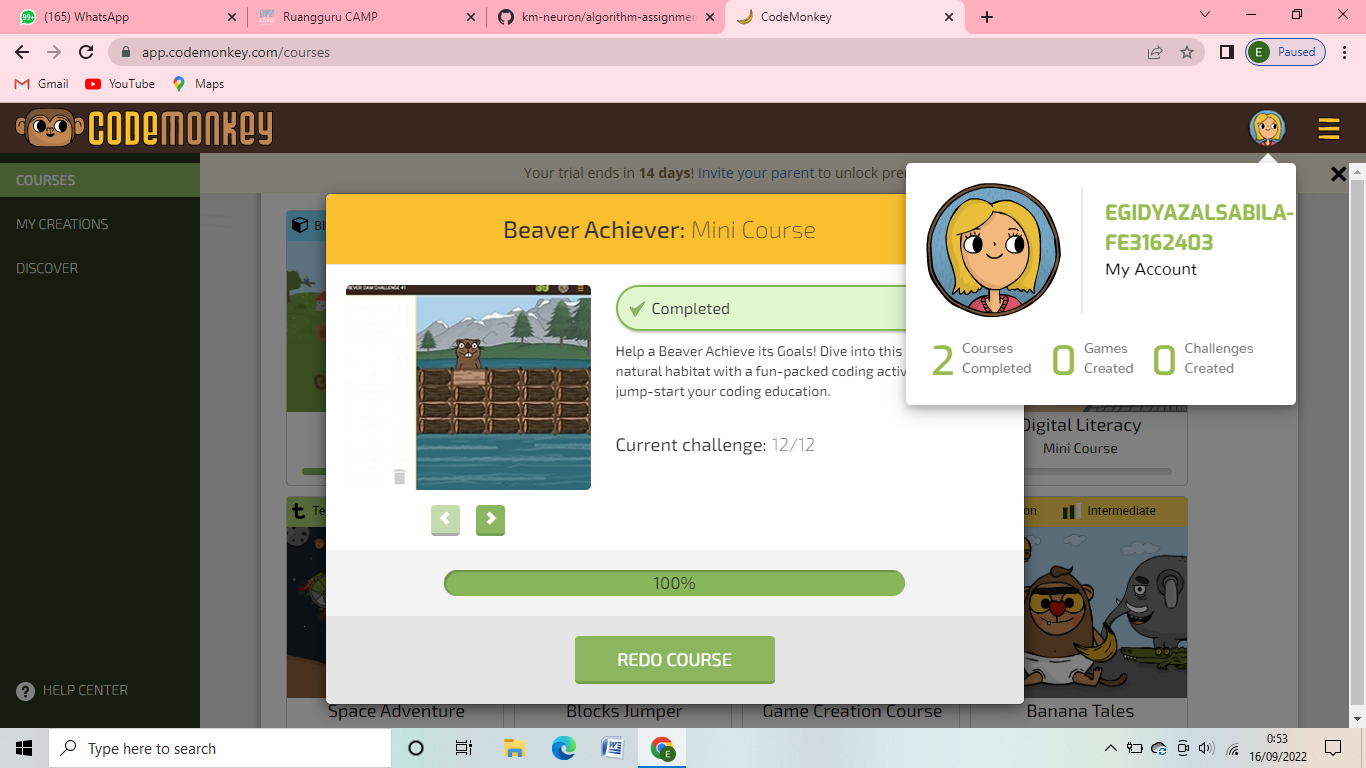 99+
(165) WhatsApp
Ruangguru CAMP
km-neuron/algorithm-assignmen
CodeMonkey
app.codemonkey.com/courses
E Paused
Gmail YouTube Maps
CODEMONKEY
COURSES
MY CREATIONS
DISCOVER
HELP CENTER
Your trial ends in 14 days! Invite your parent to unlock
Beaver Achiever: Mini Course
Completed
Help a Beaver Achieve its Goals! Dive into this
natural habitat with a fun-packed coding
jump-start your coding education.
Current challenge: 12/12
100%
REDO COURSE
EGIDYAZALSABILA-
FE3162403
My Account
2 Courses Completed
0 Games Created
0 Challenges Created
Digital Literacy
Mini Course
Intermediate
Space Adventure
Blocks Jumper
Game Creation Course
Banana Tales
Type here to search
0:53
16/09/2022